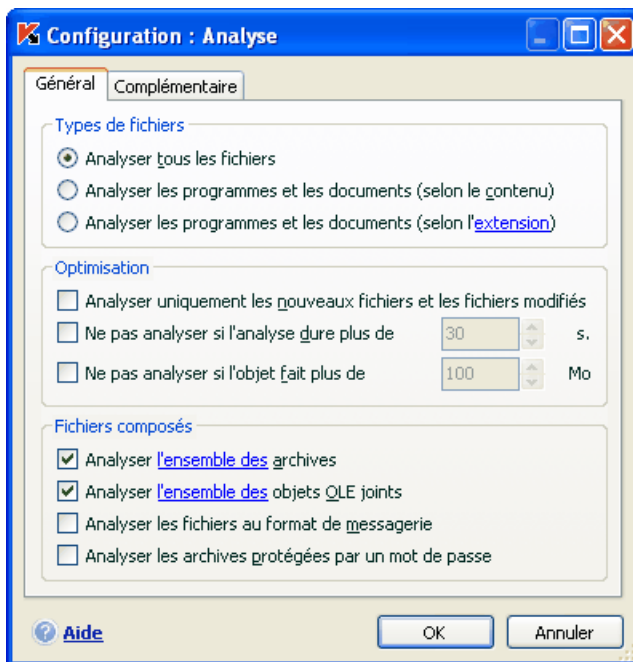 Configuration : Analyse
Général
Complémentaire
Types de fichiers
Analyser tous les fichiers
Analyser les programmes et les documents (selon le contenu)
Analyser les programmes et les documents (selon l'extension)
Optimisation
Analyser uniquement les nouveaux fichiers et les fichiers modifiés
Ne pas analyser si l'analyse dure plus de 30 s.
Ne pas analyser si l'objet fait plus de 100 Mo
Fichiers composés
Analyser l'ensemble des archives
Analyser l'ensemble des objets OLE joints
Analyser les fichiers au format de messagerie
Analyser les archives protégées par un mot de passe
Aide
OK
Annuler